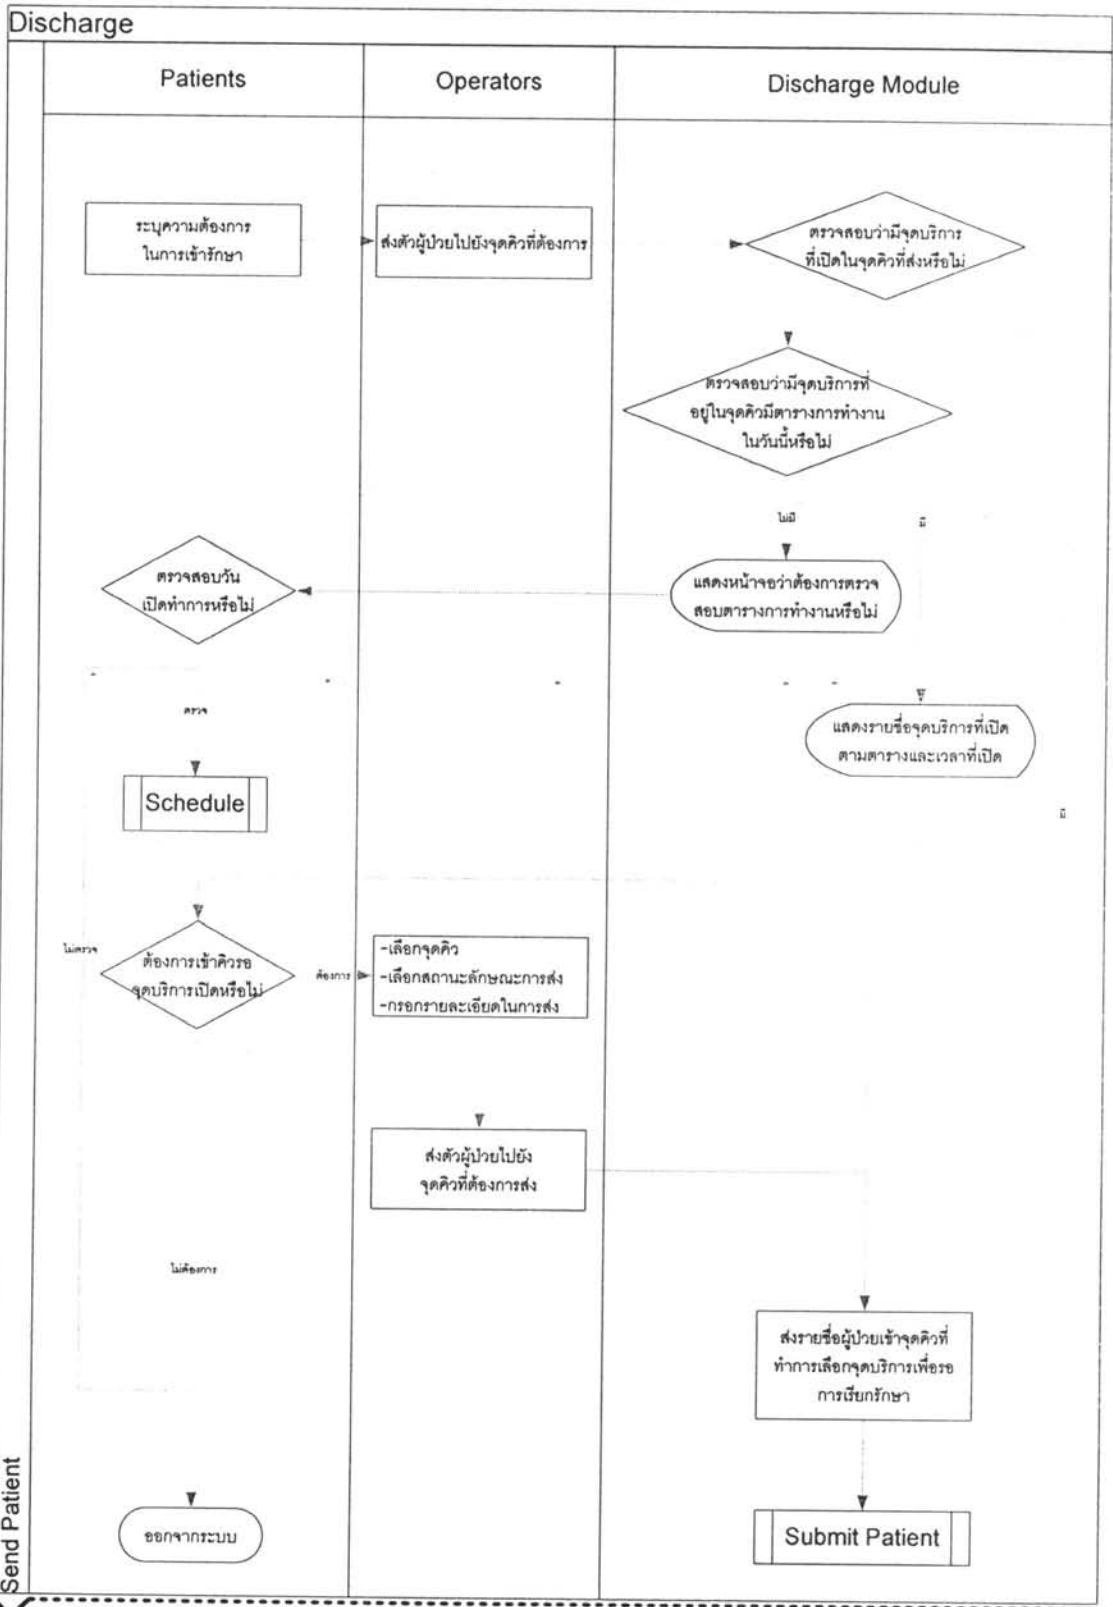 Discharge
Patients
Operators
Discharge Module
ระบุความต้องการ
ในการเข้ารักษา
ส่งตัวผู้ป่วยไปยังจุดคิวที่ต้องการ
ตรวจสอบว่ามีจุดบริการ
ที่เปิดในจุดคิวที่ส่งหรือไม่
ตรวจสอบว่ามีจุดบริการที่
อยู่ในจุดคิวมีตารางการทำงาน
ในวันนี้หรือไม่
ไม่มี
มี
ตรวจสอบวัน
เปิดทำการหรือไม่
แสดงหน้าจอว่าต้องการตรวจ
สอบตารางการทำงานหรือไม่
ตรวจ
แสดงรายชื่อจุดบริการที่เปิด
ตามตารางและเวลาที่เปิด
Schedule
มี
ไม่ตรวจ
ต้องการเข้าคิวรอ
จุดบริการเปิดหรือไม่
ต้องการ
-เลือกจุดคิว
-เลือกสถานะลักษณะการส่ง
-กรอกรายละเอียดในการส่ง
ส่งตัวผู้ป่วยไปยัง
จุดคิวที่ต้องการส่ง
ไม่ต้องการ
ส่งรายชื่อผู้ป่วยเข้าจุดคิวที่
ทำการเลือกจุดบริการเพื่อรอ
การเรียกรักษา
ออกจากระบบ
Submit Patient
Send Patient